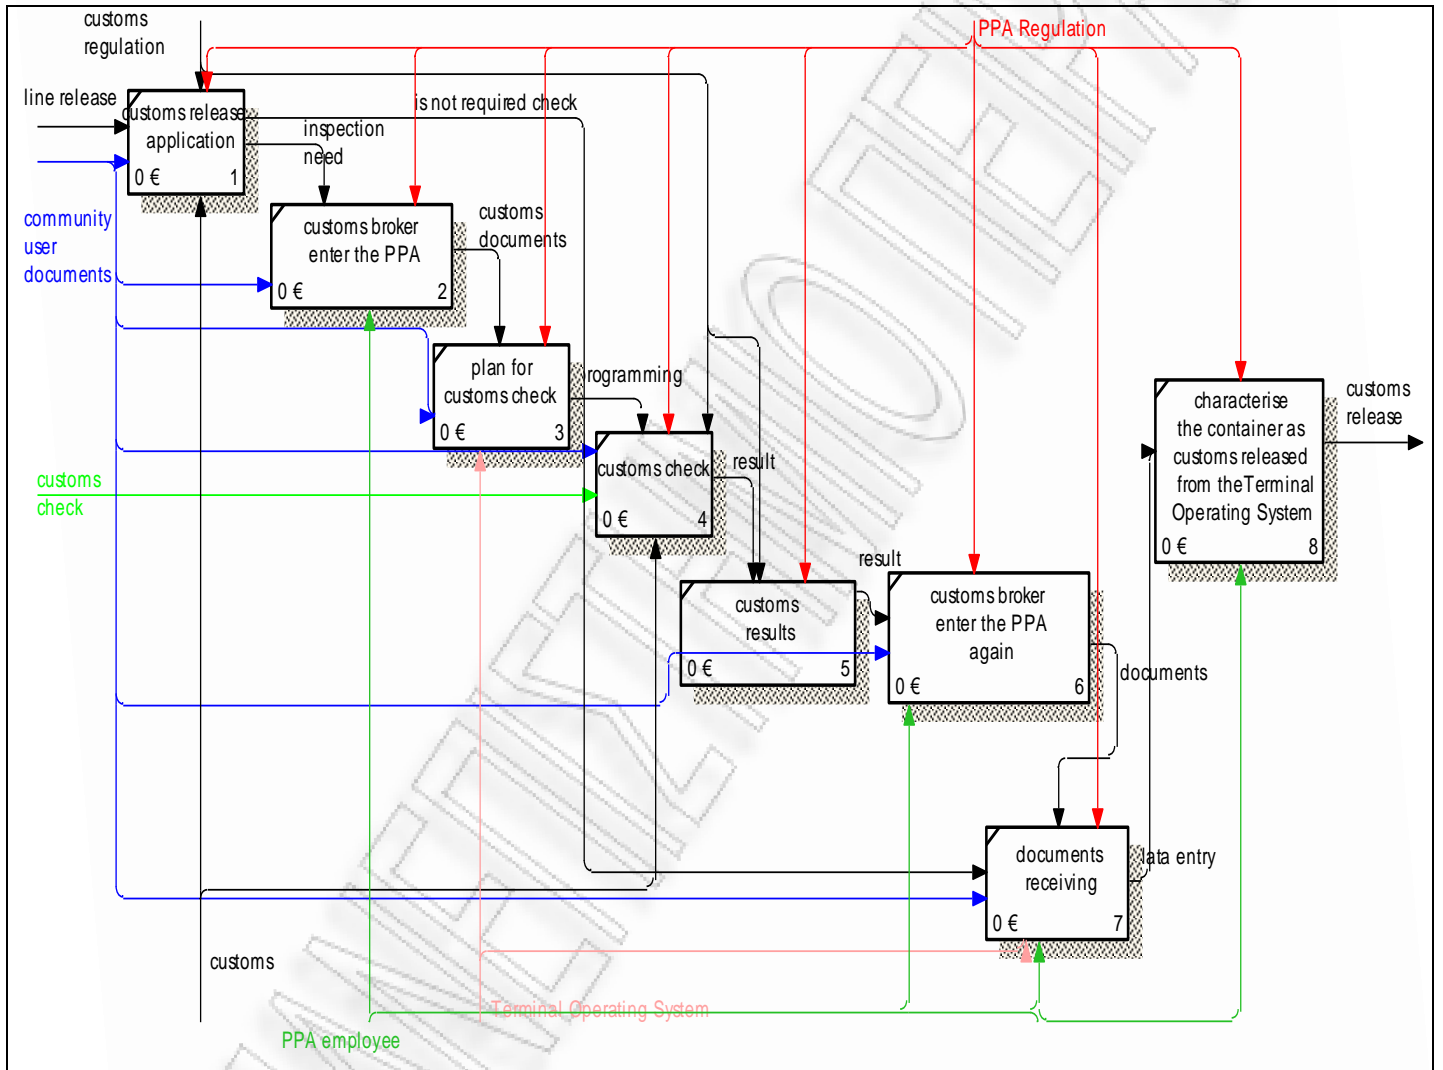 customs
regulation
PPA Regulation
line release
customs release
application
0 € 1
is not required check
inspection
need
community
user
documents
customs broker
enter the PPA
0 € 2
customs
documents
plan for
customs check
0 € 3
rogramming
customs check
0 € 4
result
customs
check
customs
results
0 € 5
result
customs broker
enter the PPA
again
0 € 6
documents
characterise
the container as
customs released
from theTerminal
Operating System
0 € 8
customs
release
documents
receiving
0 € 7
ata entry
customs
Terminal Operating System
PPA employee